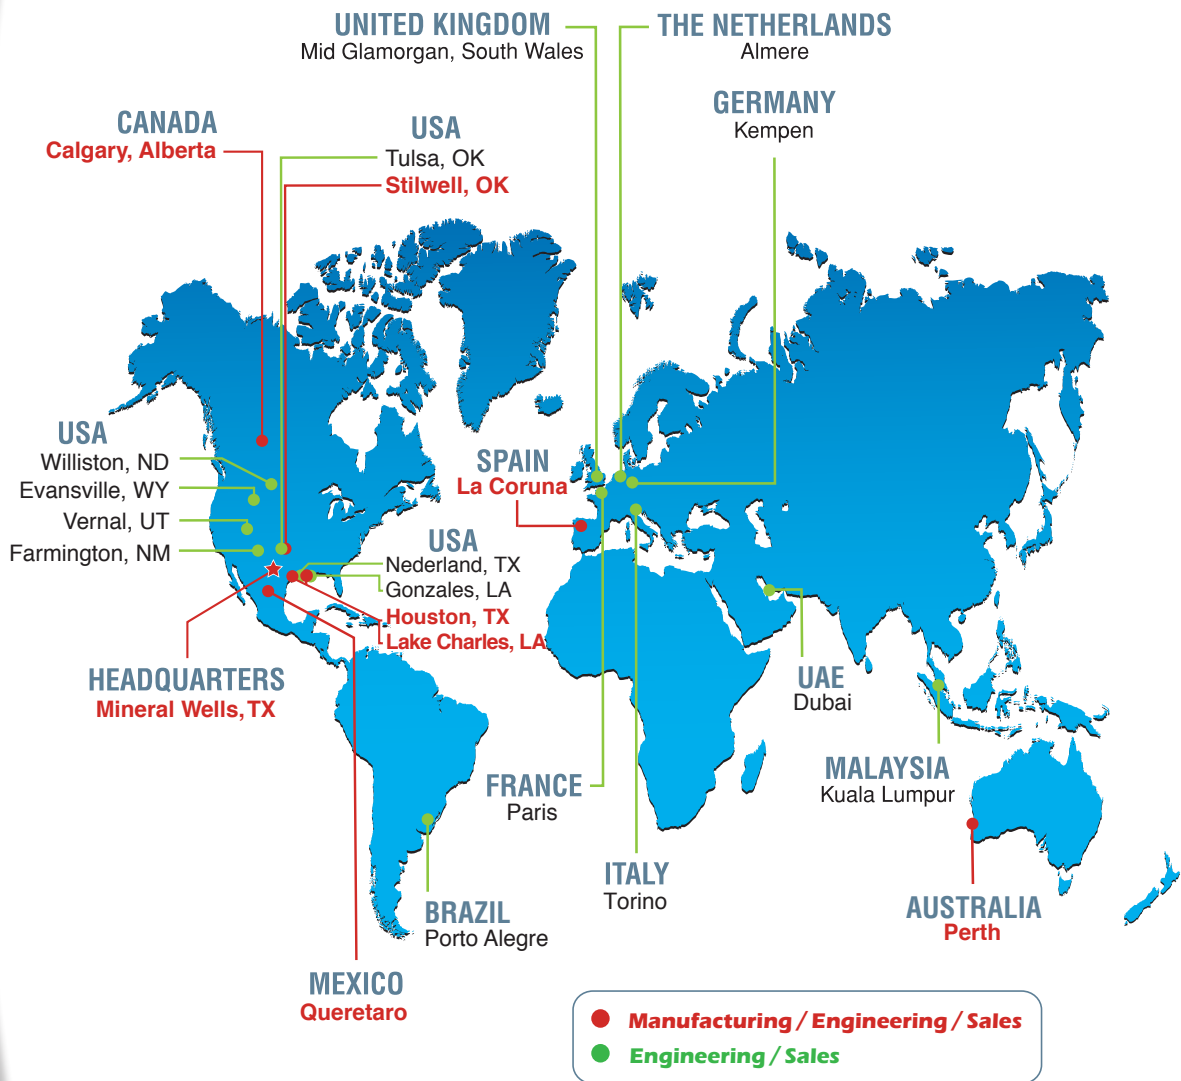 UNITED KINGDOM
Mid Glamorgan, South Wales
THE NETHERLANDS
Almere
GERMANY
Kempen
CANADA
Calgary, Alberta
USA
Tulsa, OK
Stilwell, OK
USA
Williston, ND
Evansville, WY
Vernal, UT
Farmington, NM
SPAIN
La Coruna
USA
Nederland, TX
Gonzales, LA
Houston, TX
Lake Charles, LA
HEADQUARTERS
Mineral Wells, TX
UAE
Dubai
MALAYSIA
Kuala Lumpur
FRANCE
Paris
ITALY
Torino
BRAZIL
Porto Alegre
AUSTRALIA
Perth
MEXICO
Queretaro
Manufacturing / Engineering / Sales
Engineering / Sales